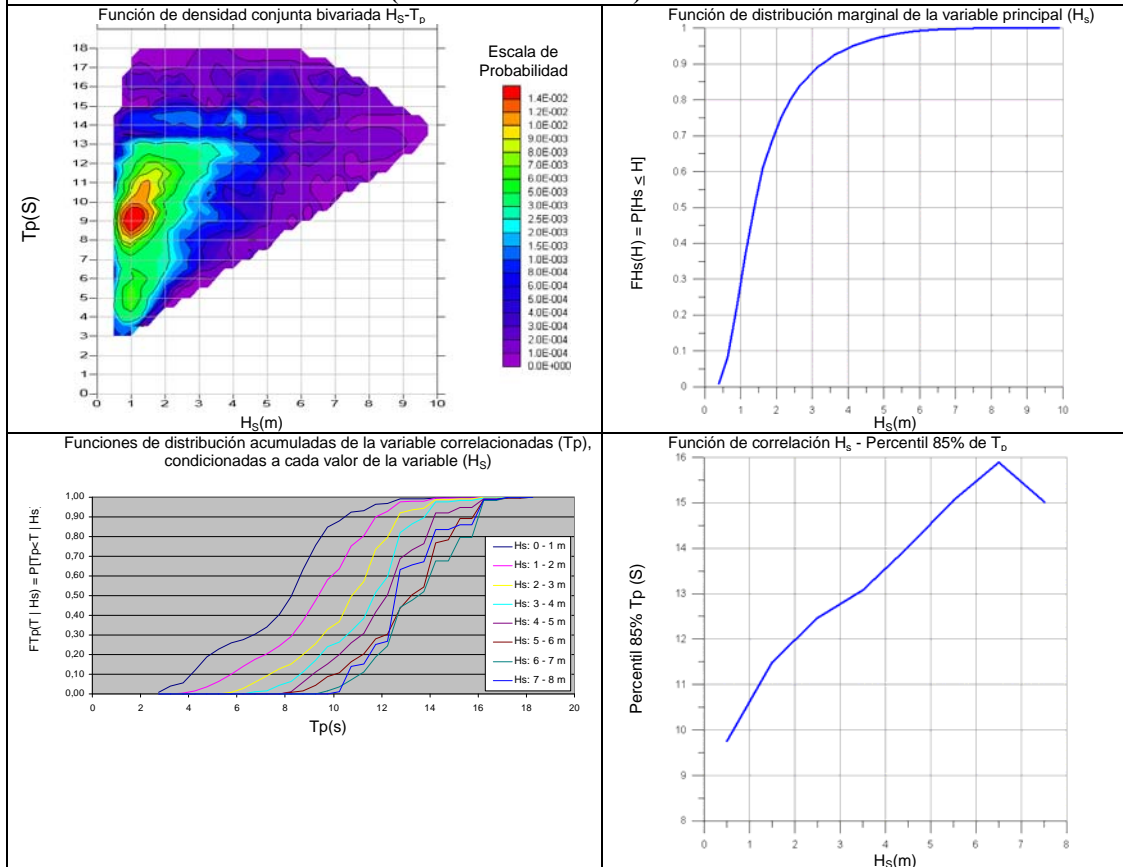 Función de densidad conjunta bivariada HS-Tp
18
17
16
15
14
13
12
11
10
9
8
7
6
5
4
3
2
1
0
Tp(S)
0 1 2 3 4 5 6 7 8 9 10
HS(m)
Escala de
Probabilidad
1.4E-002
1.2E-002
1.0E-002
9.0E-003
8.0E-003
7.0E-003
6.0E-003
5.0E-003
3.0E-003
2.5E-003
1.5E-003
1.0E-003
8.0E-004
6.0E-004
5.0E-004
3.0E-004
2.0E-004
1.0E-004
0.0E+000
Función de distribución marginal de la variable principal (Hs)
1
0.9
0.8
0.7
0.6
0.5
0.4
0.3
0.2
0.1
0
FHs(H) = P[Hs ≤ H]
0 1 2 3 4 5 6 7 8 9 10
HS(m)
Funciones de distribución acumuladas de la variable correlacionadas (Tp),
condicionadas a cada valor de la variable (HS)
1,00
0,90
0,80
0,70
0,60
0,50
0,40
0,30
0,20
0,10
0,00
FTp(T | Hs) = P[Tp<T | Hs]
0 2 4 6 8 10 12 14 16 18 20
Tp(s)
Hs: 0 - 1 m
Hs: 1 - 2 m
Hs: 2 - 3 m
Hs: 3 - 4 m
Hs: 4 - 5 m
Hs: 5 - 6 m
Hs: 6 - 7 m
Hs: 7 - 8 m
Función de correlación Hs - Percentil 85% de Tp
16
15
14
13
12
11
10
9
8
Percentil 85% Tp (S)
0 1 2 3 4 5 6 7 8
HS(m)